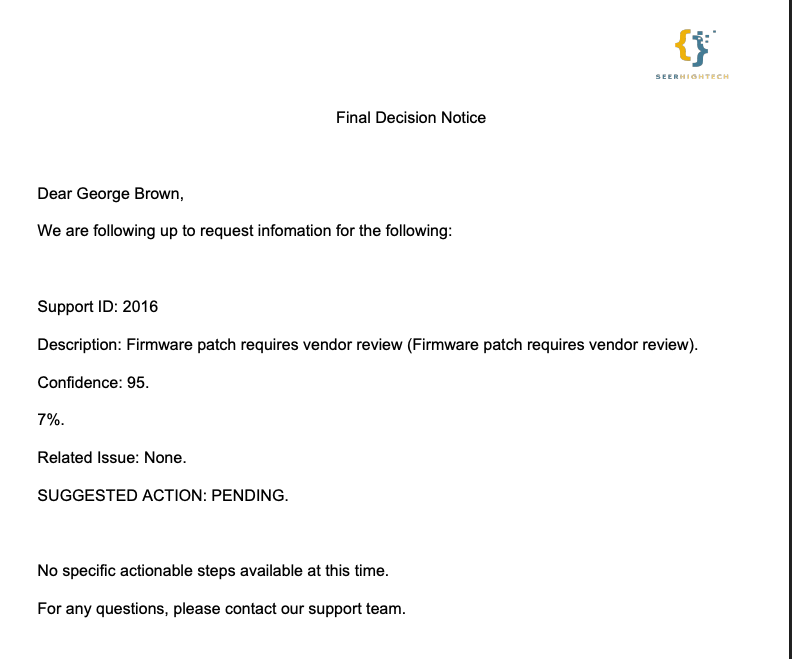 SEERHIGHTECH
Final Decision Notice
Dear George Brown,
We are following up to request infomation for the following:
Support ID: 2016
Description: Firmware patch requires vendor review (Firmware patch requires vendor review).
Confidence: 95.
7%.
Related Issue: None.
SUGGESTED ACTION: PENDING.
No specific actionable steps available at this time.
For any questions, please contact our support team.